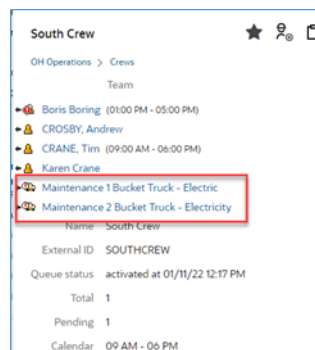 South Crew
OH Operations > Crews
Team
Boris Boring (01:00 PM - 05:00 PM)
CROSBY, Andrew
CRANE, Tim (09:00 AM - 06:00 PM)
Karen Crane
Maintenance 1 Bucket Truck - Electric
Maintenance 2 Bucket Truck - Electricity
Name South Crew
External ID SOUTHCREW
Queue status activated at 01/11/22 12:17 PM
Total 1
Pending 1
Calendar 09 AM - 06 PM